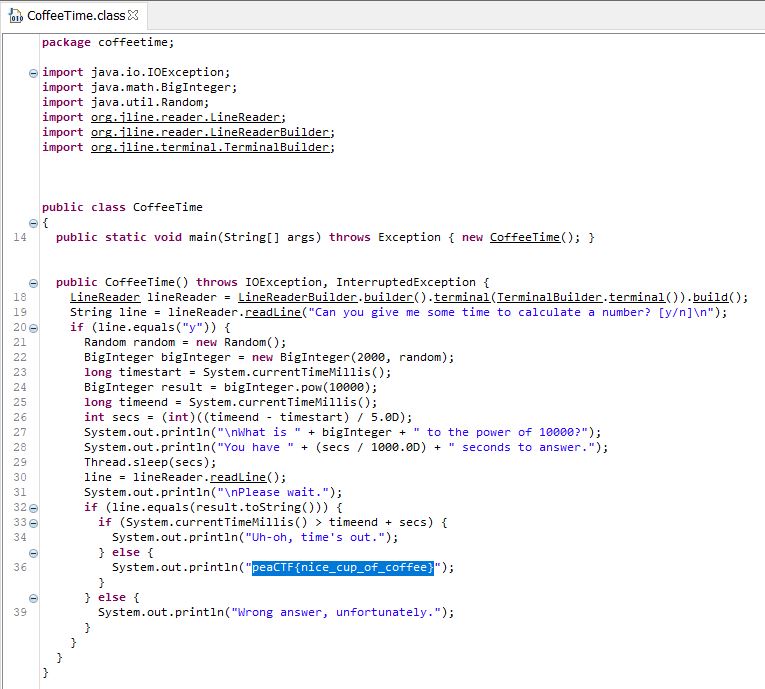 CoffeeTime.class
package coffeetime;
import java.io.IOException;
import java.math.BigInteger;
import java.util.Random;
import org.jline.reader.LineReader;
import org.jline.reader.LineReaderBuilder;
import org.jline.terminal.TerminalBuilder;
public class CoffeeTime
{
14 public static void main(String[] args) throws Exception { new CoffeeTime(); }
public CoffeeTime() throws IOException, InterruptedException {
18 LineReader lineReader = LineReaderBuilder.builder().terminal(TerminalBuilder.terminal()).build();
19 String line = lineReader.readLine("Can you give me some time to calculate a number? [y/n]\n");
20 if (line.equals("y")) {
21 Random random = new Random();
22 BigInteger bigInteger = new BigInteger(2000, random);
23 long timestart = System.currentTimeMillis();
24 BigInteger result = bigInteger.pow(10000);
25 long timeend = System.currentTimeMillis();
26 int secs = (int)((timeend - timestart) / 5.0D);
27 System.out.println("\nWhat is " + bigInteger + " to the power of 10000?");
28 System.out.println("You have " + (secs / 1000.0D) + " seconds to answer.");
29 Thread.sleep(secs);
30 line = lineReader.readLine();
31 System.out.println("\nPlease wait.");
32 if (line.equals(result.toString())) {
33 if (System.currentTimeMillis() > timeend + secs) {
34 System.out.println("Uh-oh, time's out.");
} else {
36 System.out.println("peaCTF{nice_cup_of_coffee}");
}
} else {
39 System.out.println("Wrong answer, unfortunately.");
}
}
}
}